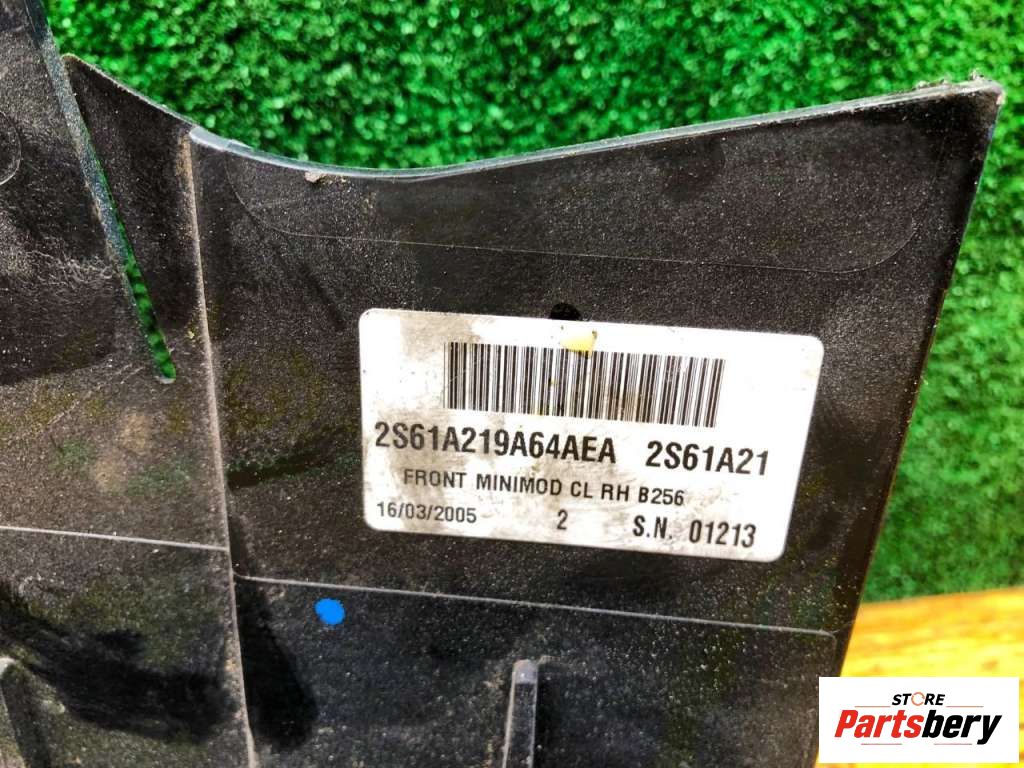 2S61A219A64AEA 2S61A21
FRONT MINIMOD CL RH B256
16/03/2005 2 S.N. 01213
STORE
Partsbery